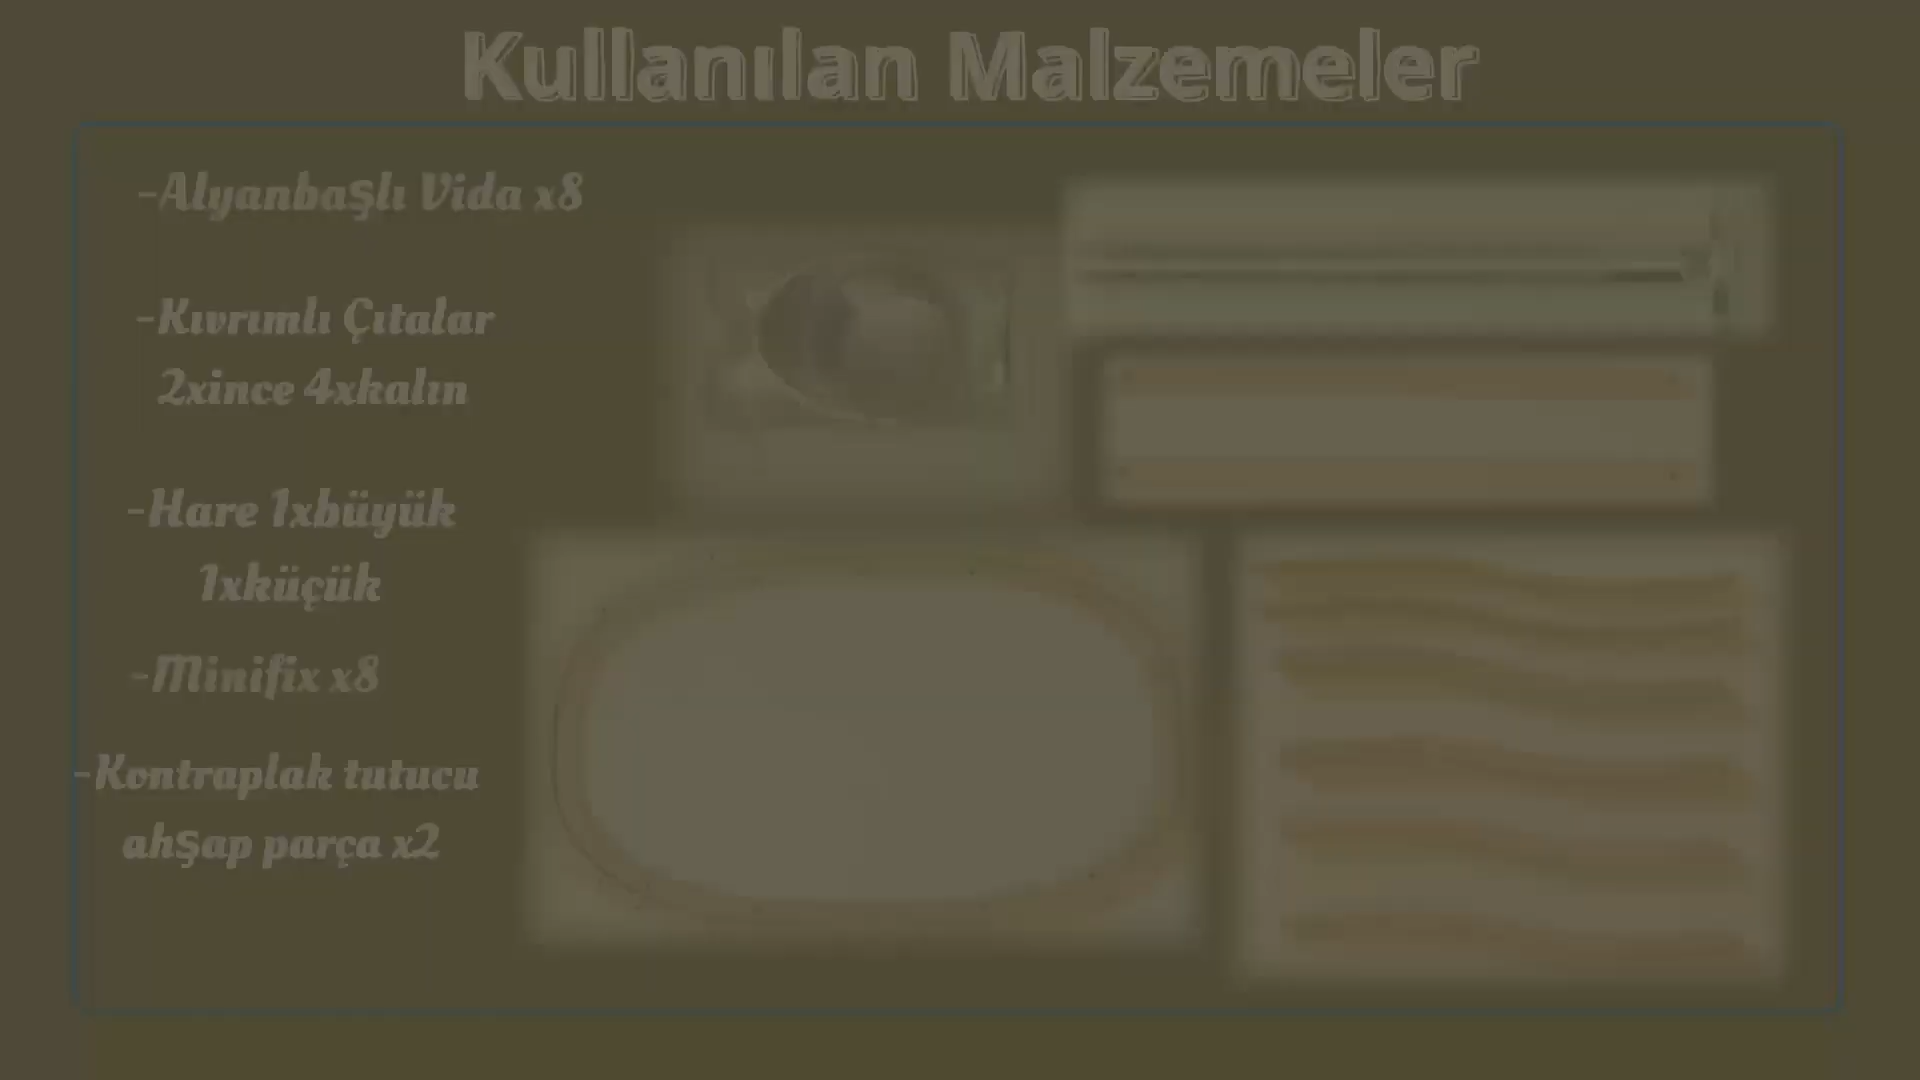 Kullanılan Malzemeler
-Alyanbaşlı Vida x8
-Kıvrımlı Çıtalar
2xince 4xkalın
-Hare 1xbüyük
1xküçük
-Minifix x8
-Kontraplak tutucu
ahşap parça x2